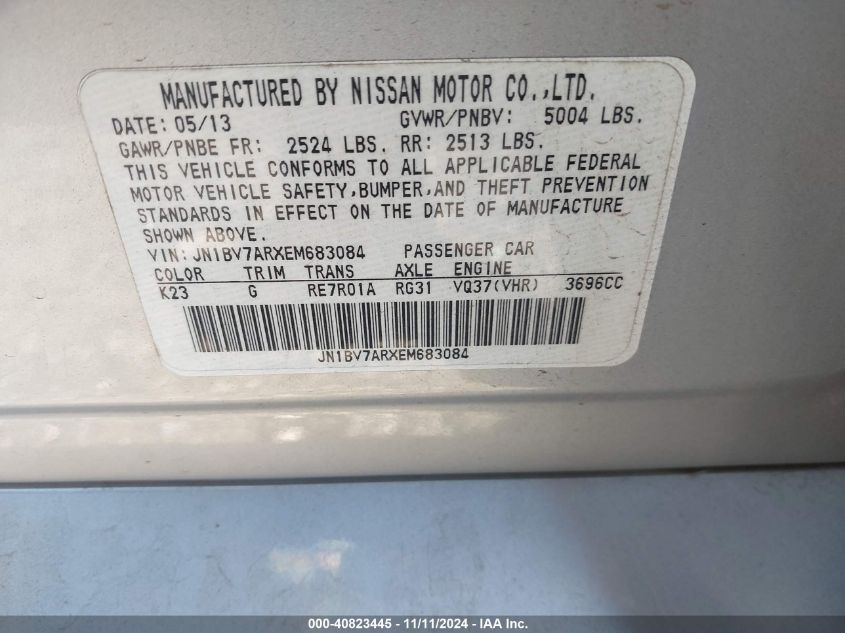 MANUFACTURED BY NISSAN MOTOR CO.,LTD.
DATE: 05/13 GVWR/PNBV: 5004 LBS.
GAWR/PNBE FR: 2524 LBS. RR: 2513 LBS.
THIS VEHICLE CONFORMS TO ALL APPLICABLE FEDERAL
MOTOR VEHICLE SAFETY,BUMPER,AND THEFT PREVENTION
STANDARDS IN EFFECT ON THE DATE OF MANUFACTURE
SHOWN ABOVE.
VIN: JN1BV7ARXEM683084 PASSENGER CAR
COLOR TRIM TRANS AXLE ENGINE
K23 G RE7R01A RG31 VQ37(VHR) 3696CC
JN1BV7ARXEM683084
000-40823445 - 11/11/2024 - IAA Inc.